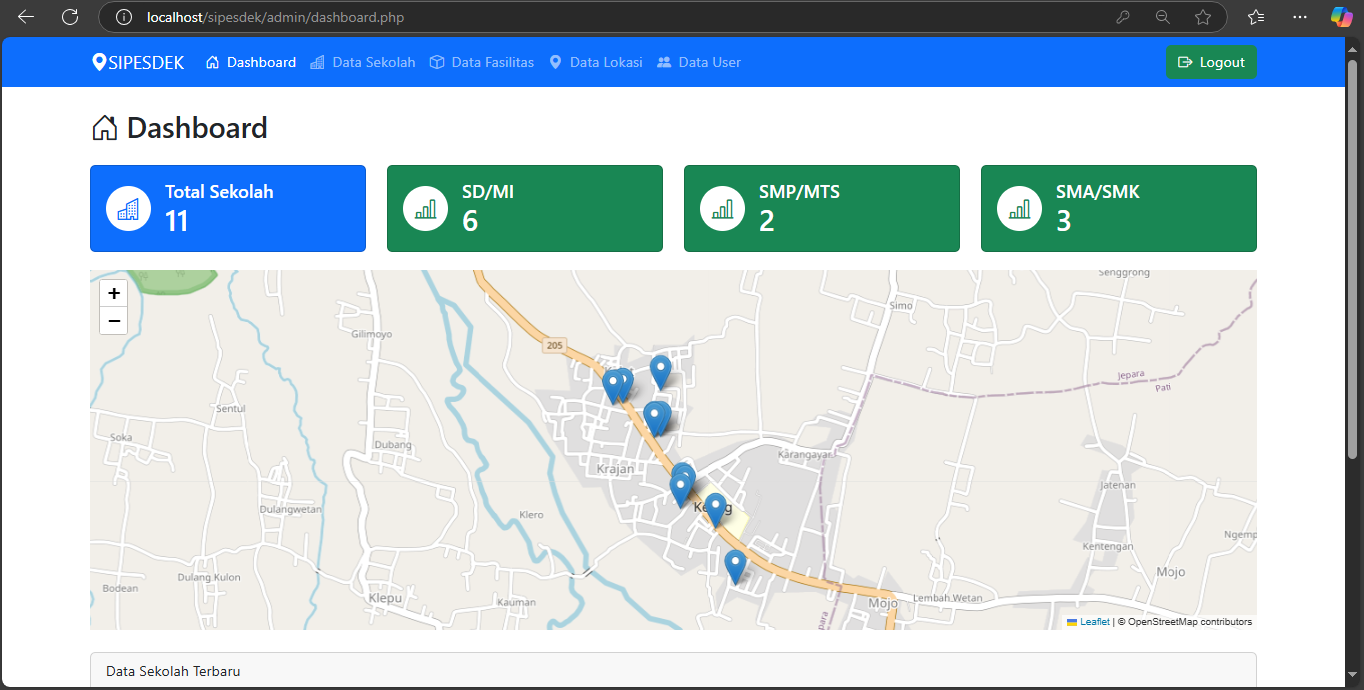 localhost/sipesdek/admin/dashboard.php
SIPESDEK Dashboard Data Sekolah Data Fasilitas Data Lokasi Data User Logout
Dashboard
Total Sekolah
11
SD/MI
6
SMP/MTS
2
SMA/SMK
3
+
−
Senggrong
Simo
Gilimoyo
205
Jepara
Pati
Sentul
Soka
Dubang
Karangayar
Krajan
Jatenan
Dulangwetan
Klero
Kentengan
Mojo
Dulang Kulon
Bodean
Klepu
Kauman
Mojo
Lembah Wetan
Leaflet | © OpenStreetMap contributors
Data Sekolah Terbaru